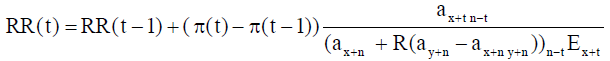 RR(t) = RR(t−1) + ( π(t) − π(t−1)) a_{x+t n−t} / (a_{x+n} + R(a_{y+n} − a_{x+n y+n}))_{n−t}E_{x+t}